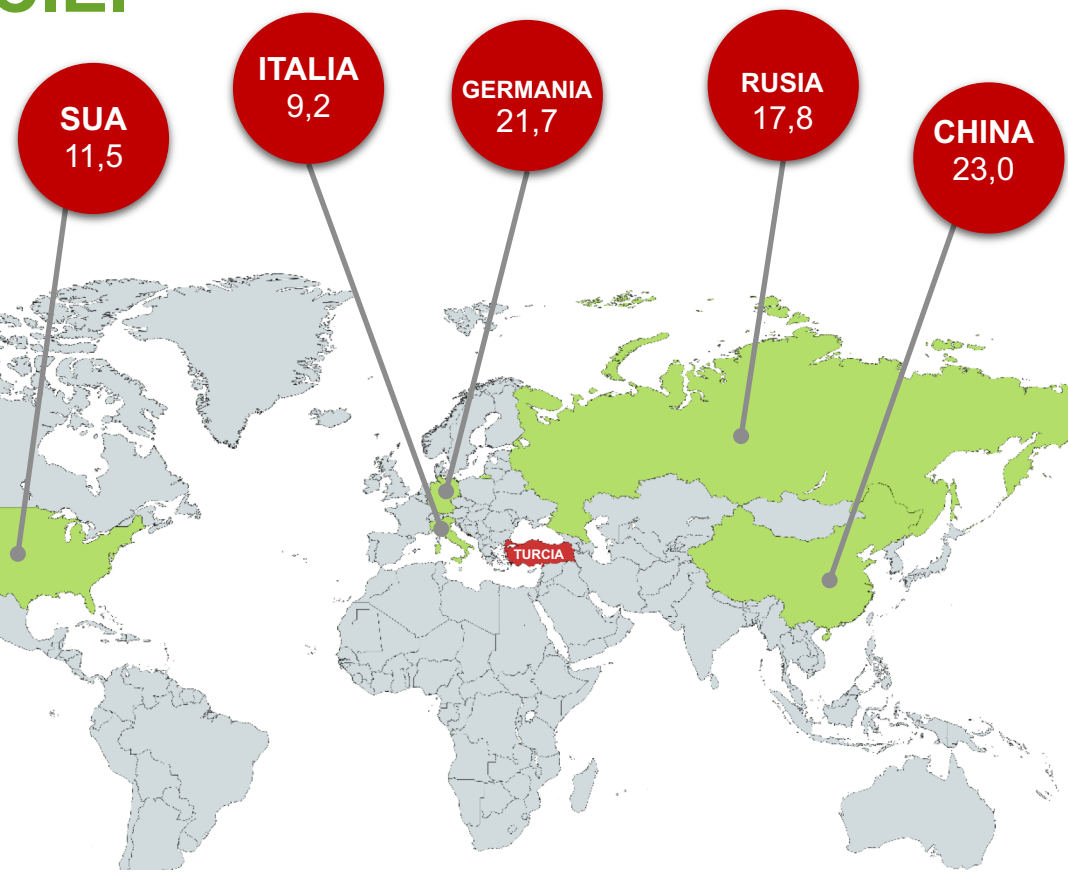 SUA
11,5
ITALIA
9,2
GERMANIA
21,7
RUSIA
17,8
CHINA
23,0
TURCIA